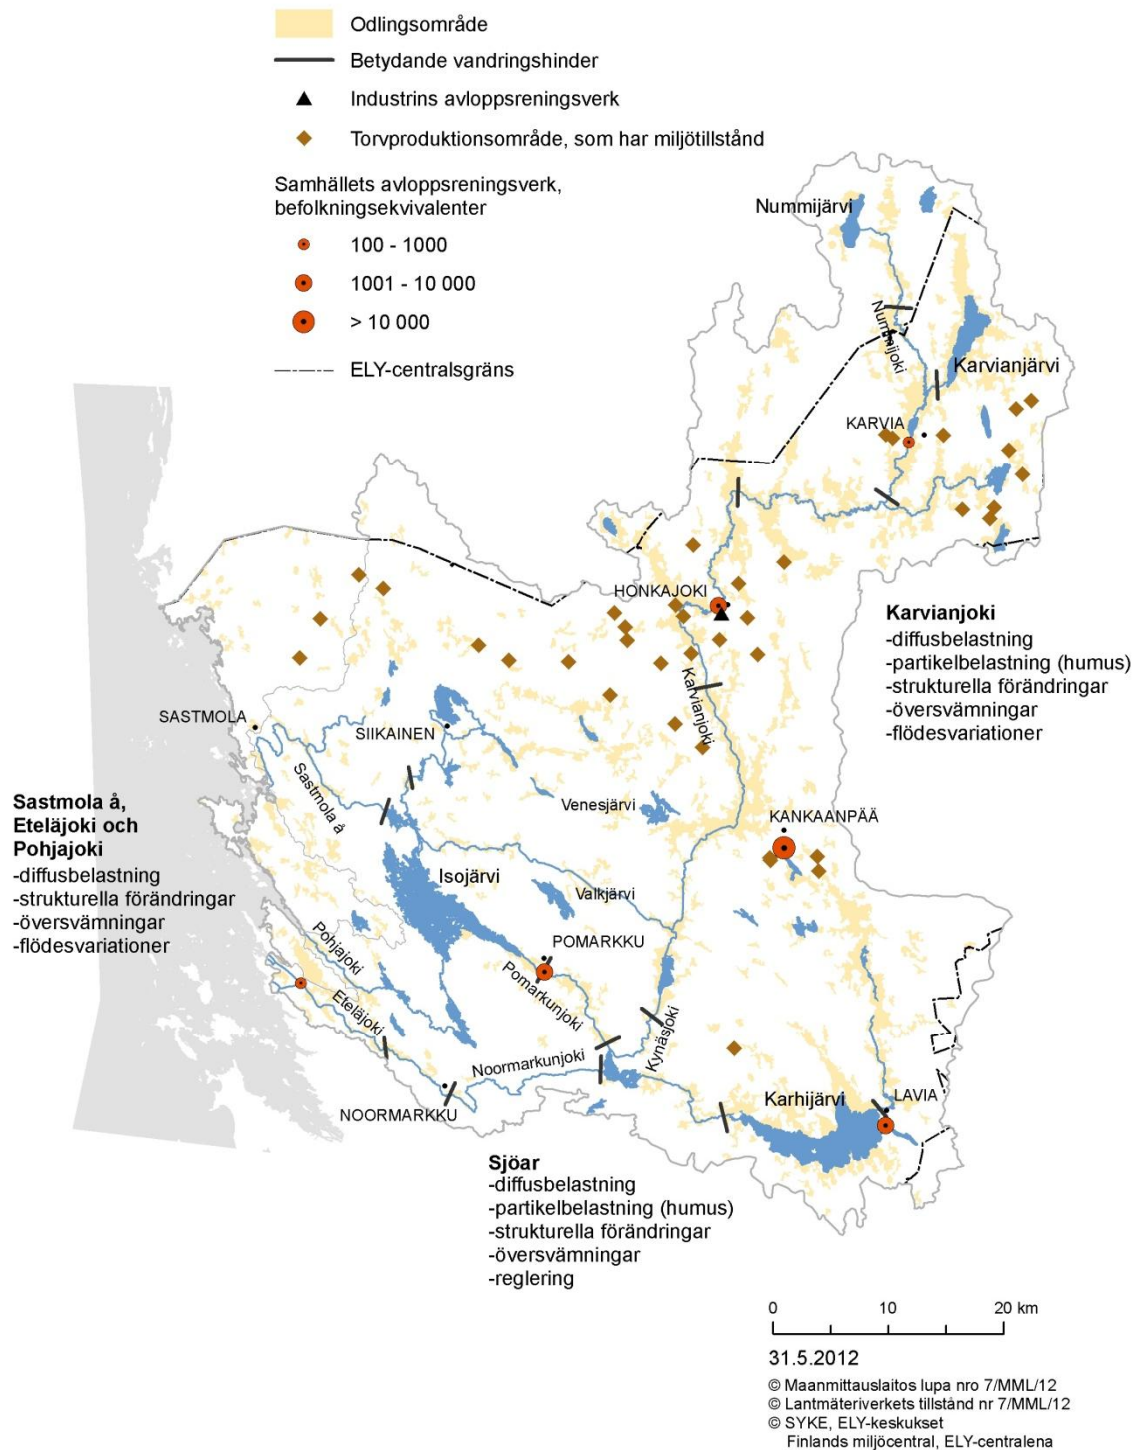 Odlingsområde
Betydande vandringshinder
Industrins avloppsreningsverk
Torvproduktionsområde, som har miljötillstånd
Samhällets avloppsreningsverk,
befolkningsekvivalenter
100 - 1000
1001 - 10 000
> 10 000
ELY-centralsgräns
Nummijärvi
Nummijoki
Karvianjärvi
KARVIA
HONKAJOKI
Karvianjoki
-diffusbelastning
-partikelbelastning (humus)
-strukturella förändringar
-översvämningar
-flödesvariationer
Karvianjoki
SASTMOLA
SIIKAINEN
Sastmola å
Venesjärvi
KANKAANPÄÄ
Sastmola å,
Eteläjoki och
Pohjajoki
-diffusbelastning
-strukturella förändringar
-översvämningar
-flödesvariationer
Isojärvi
Valkjärvi
POMARKKU
Pohjajoki
Pomarkunjoki
Eteläjoki
Kynäsjoki
Noormarkunjoki
NOORMARKKU
Karhijärvi
LAVIA
Sjöar
-diffusbelastning
-partikelbelastning (humus)
-strukturella förändringar
-översvämningar
-reglering
0 10 20 km
31.5.2012
© Maanmittauslaitos lupa nro 7/MML/12
© Lantmäteriverkets tillstånd nr 7/MML/12
© SYKE, ELY-keskukset
Finlands miljöcentral, ELY-centralena